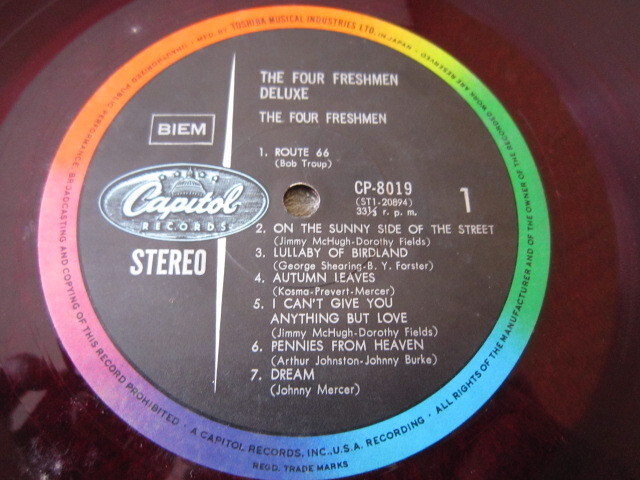 MFD. BY TOSHIBA MUSICAL INDUSTRIES LTD. IN JAPAN
THE FOUR FRESHMEN
DELUXE
THE FOUR FRESHMEN
BIEM
1. ROUTE 66
(Bob Troup)
Capitol
RECORDS
STEREO
CP-8019
(ST1-20894)
33⅓ r. p. m.
1
2. ON THE SUNNY SIDE OF THE STREET
(Jimmy McHugh-Dorothy Fields)
3. LULLABY OF BIRDLAND
(George Shearing-B. Y. Forster)
4. AUTUMN LEAVES
(Kosma-Prevert-Mercer)
5. I CAN'T GIVE YOU
ANYTHING BUT LOVE
(Jimmy McHugh-Dorothy Fields)
6. PENNIES FROM HEAVEN
(Arthur Johnston-Johnny Burke)
7. DREAM
(Johnny Mercer)
ALL RIGHTS OF THE MANUFACTURER AND OF THE OWNER OF THE RECORDED WORK ARE RESERVED
UNAUTHORISED PUBLIC PERFORMANCE, BROADCASTING AND COPYING OF THIS RECORD PROHIBITED
A CAPITOL RECORDS, INC., U.S.A. RECORDING
REGD. TRADE MARKS